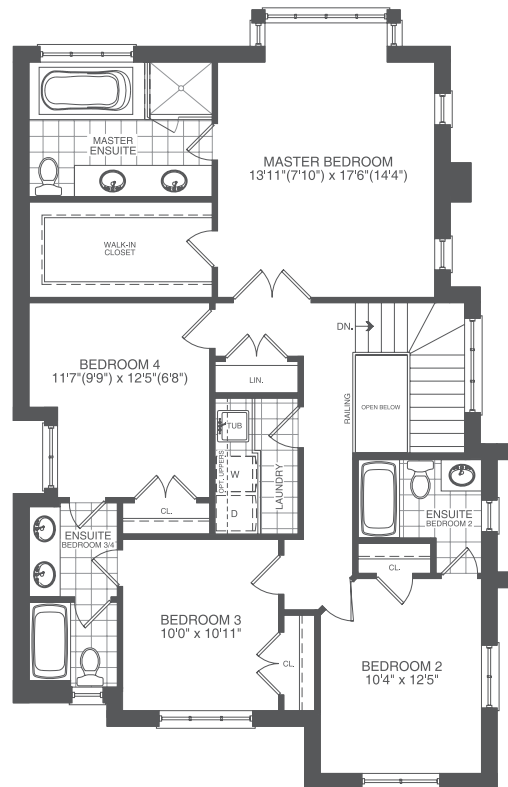 MASTER
ENSUITE
MASTER BEDROOM
13'11"(7'10") x 17'6"(14'4")
WALK-IN
CLOSET
DN.
BEDROOM 4
11'7"(9'9") x 12'5"(6'8")
LIN.
RAILING
OPEN BELOW
TUB
OPT. UPPERS
W
D
LAUNDRY
CL.
ENSUITE
BEDROOM 2
ENSUITE
BEDROOM 3/4
CL.
BEDROOM 3
10'0" x 10'11"
CL.
BEDROOM 2
10'4" x 12'5"